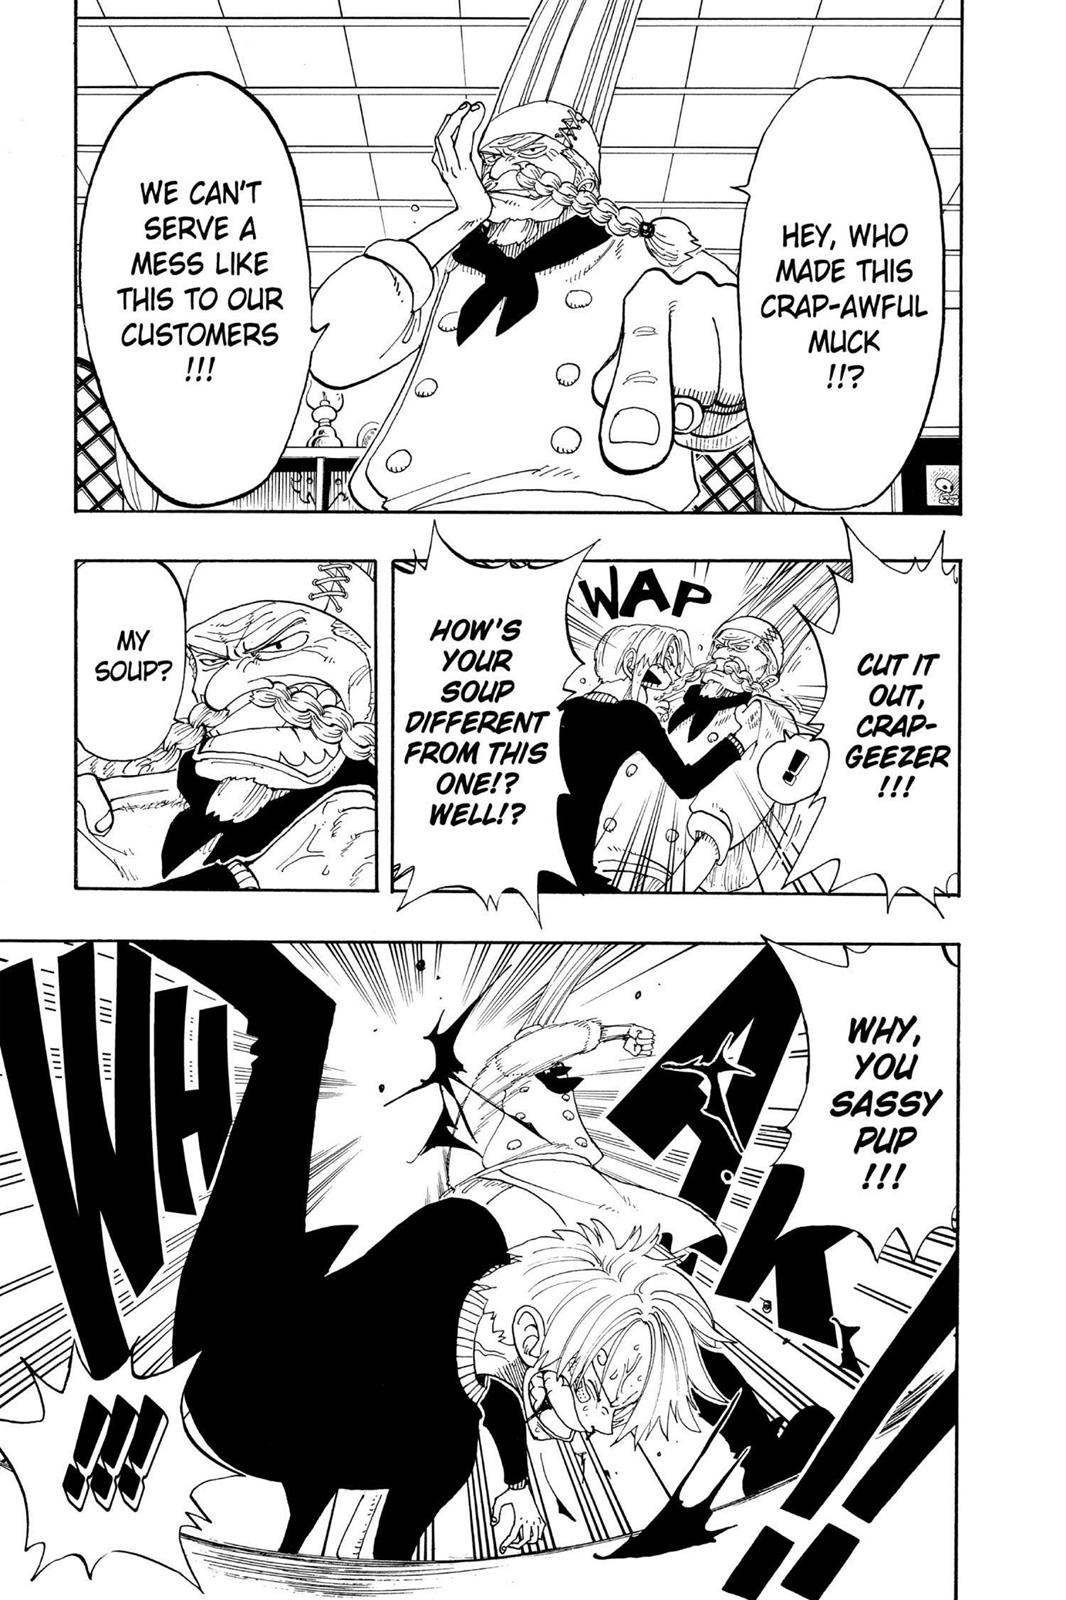 HEY, WHO
MADE THIS
CRAP-AWFUL
MUCK
!!?
WE CAN'T
SERVE A
MESS LIKE
THIS TO OUR
CUSTOMERS
!!!
CUT IT
OUT,
CRAP-
GEEZER
!!!
WAP
!
HOW'S
YOUR
SOUP
DIFFERENT
FROM THIS
ONE!?
WELL!?
MY
SOUP?
WHY,
YOU
SASSY
PUP
!!!
WHAK!!
!!!